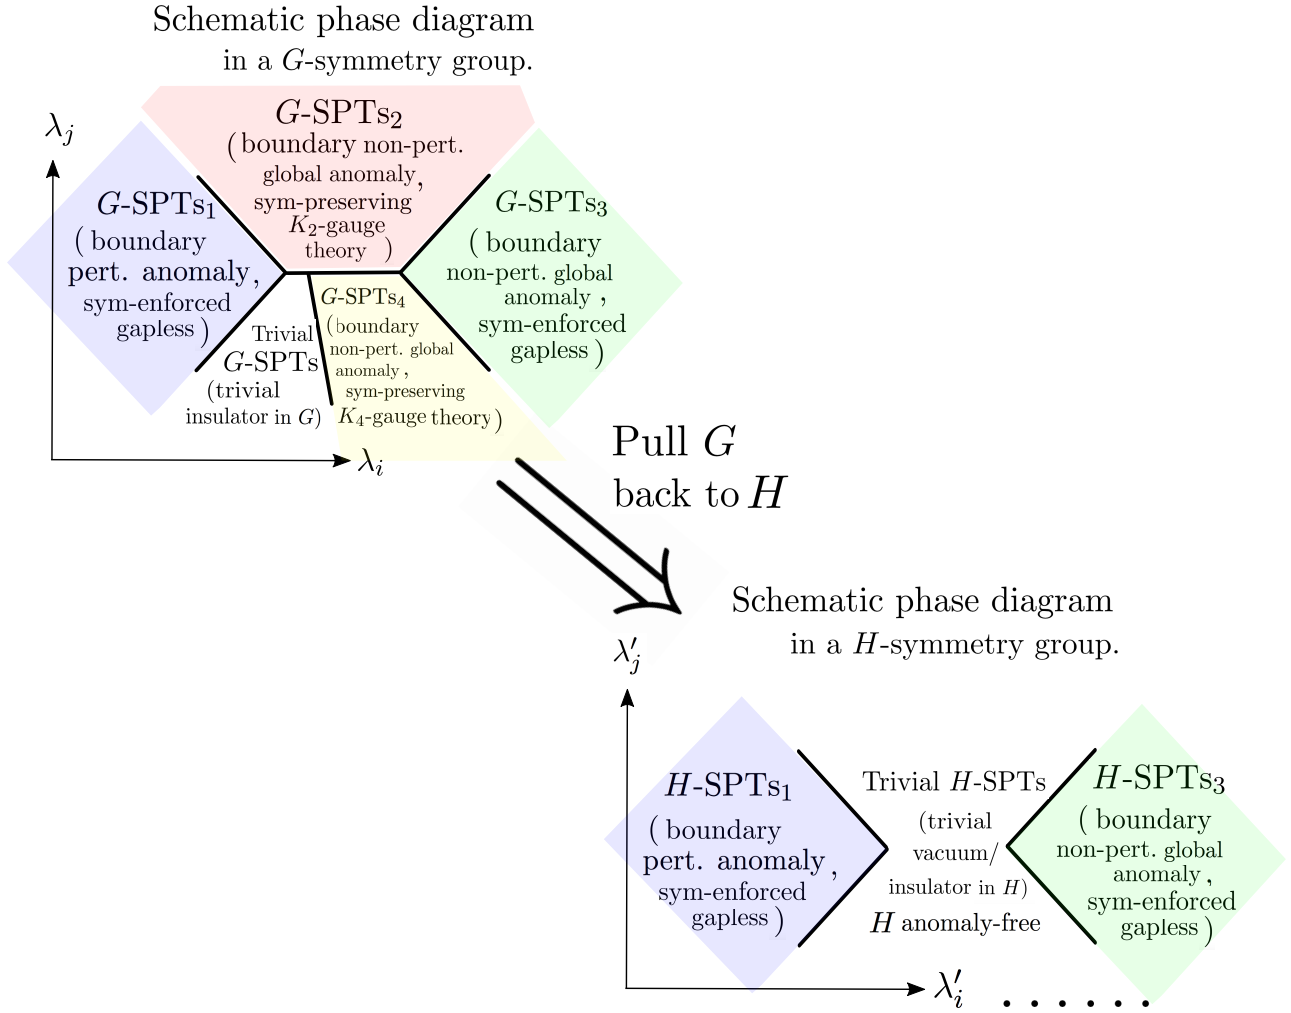 Schematic phase diagram
in a G-symmetry group.
λ_j
G-SPTs₂
(boundary non-pert.
global anomaly,
sym-preserving
K₂-gauge
theory )
G-SPTs₁
(boundary
pert. anomaly,
sym-enforced
gapless)
G-SPTs₃
(boundary
non-pert. global
anomaly ,
sym-enforced
gapless)
Trivial
G-SPTs
(trivial
insulator in G)
G-SPTs₄
(boundary
non-pert. global
anomaly ,
sym-preserving
K₄-gauge theory)
λ_i
Pull G
back to H
Schematic phase diagram
in a H-symmetry group.
λ′_j
H-SPTs₁
(boundary
pert. anomaly,
sym-enforced
gapless)
Trivial H-SPTs
(trivial
vacuum/
insulator in H)
H anomaly-free
H-SPTs₃
(boundary
non-pert. global
anomaly ,
sym-enforced
gapless)
λ′_i
. . . . . .